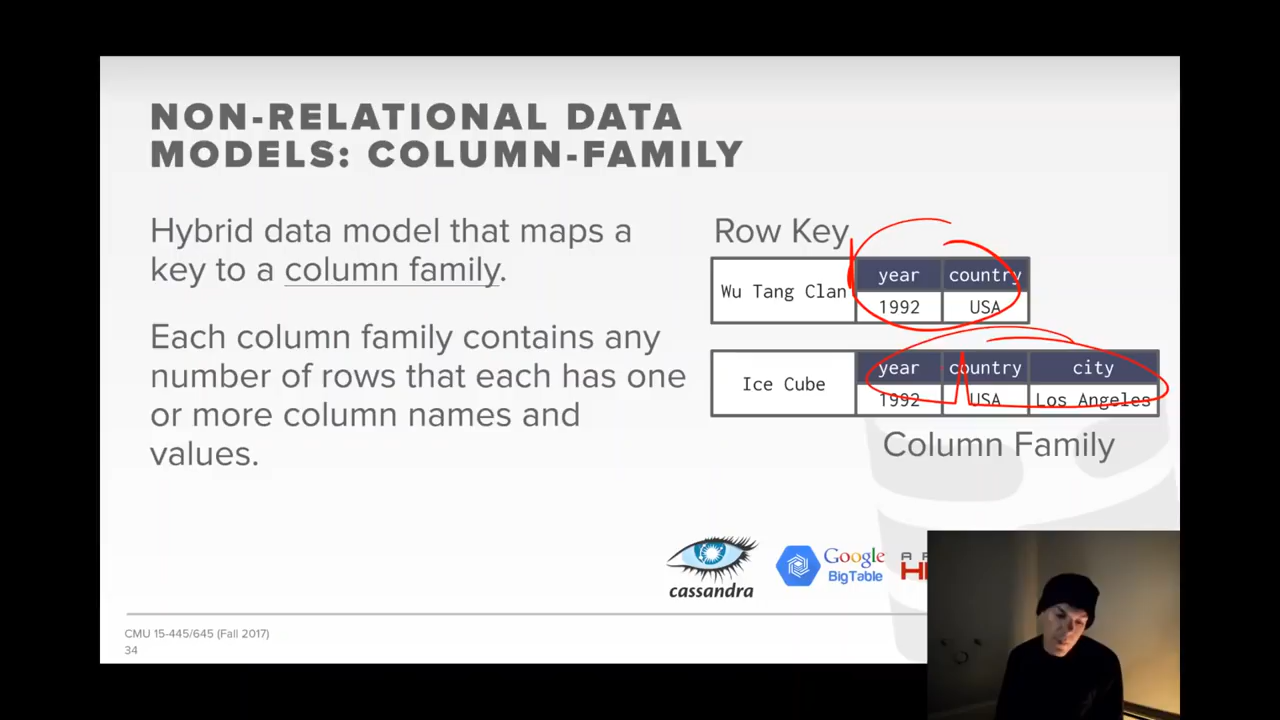 NON-RELATIONAL DATA
MODELS: COLUMN-FAMILY
Hybrid data model that maps a
key to a column family.
Each column family contains any
number of rows that each has one
or more column names and
values.
Row Key
year country
Wu Tang Clan
1992 USA
year country city
Ice Cube
1992 USA Los Angeles
Column Family
cassandra
Google
BigTable
CMU 15-445/645 (Fall 2017)
34